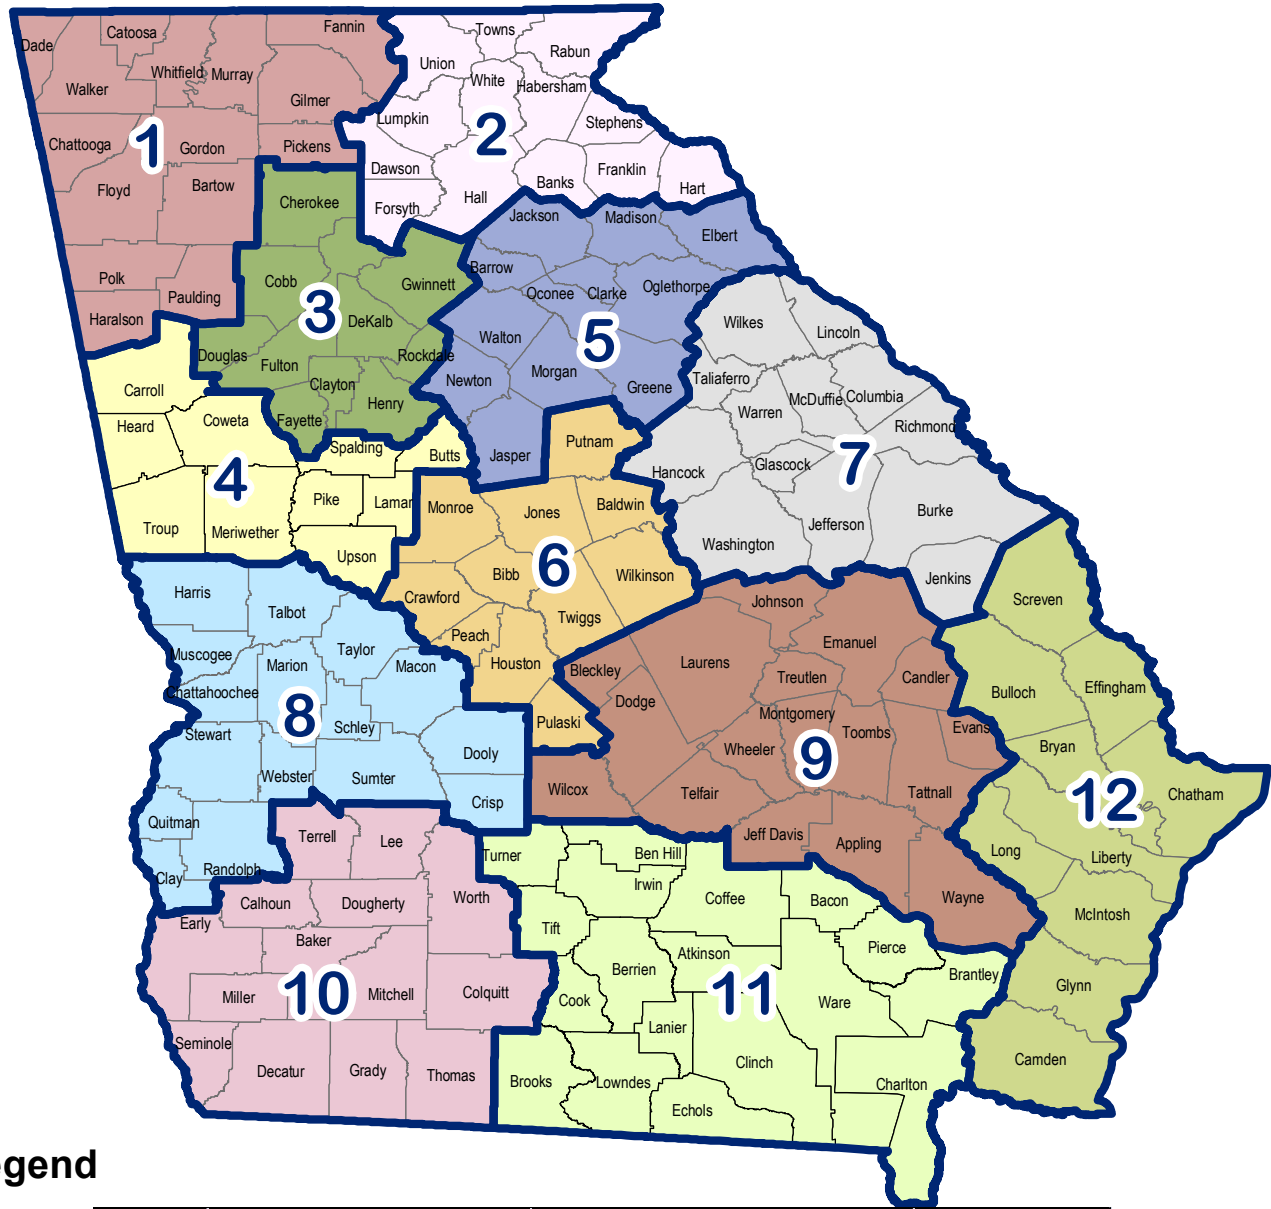 Dade
Catoosa
Fannin
Walker
Whitfield
Murray
Gilmer
Chattooga
Gordon
Pickens
Floyd
Bartow
Polk
Paulding
Haralson
1
Towns
Rabun
Union
White
Habersham
Lumpkin
Stephens
Dawson
Banks
Franklin
Hart
Hall
Forsyth
2
Cherokee
Cobb
Gwinnett
DeKalb
Douglas
Fulton
Rockdale
Clayton
Henry
Fayette
3
Carroll
Heard
Coweta
Spalding
Butts
Pike
Lamar
Troup
Meriwether
Upson
4
Jackson
Madison
Elbert
Barrow
Oconee
Clarke
Oglethorpe
Walton
Newton
Morgan
Greene
Jasper
5
Putnam
Monroe
Jones
Baldwin
Bibb
Wilkinson
Crawford
Twiggs
Peach
Houston
Pulaski
6
Wilkes
Lincoln
Taliaferro
McDuffie
Columbia
Warren
Richmond
Hancock
Glascock
Burke
Jefferson
Washington
Jenkins
7
Harris
Talbot
Muscogee
Marion
Taylor
Macon
Chattahoochee
Schley
Stewart
Dooly
Webster
Sumter
Crisp
Quitman
Clay
Randolph
8
Johnson
Emanuel
Laurens
Bleckley
Treutlen
Candler
Dodge
Montgomery
Toombs
Evans
Wheeler
Wilcox
Telfair
Tattnall
Jeff Davis
Appling
Wayne
9
Terrell
Lee
Calhoun
Dougherty
Worth
Early
Baker
Miller
Mitchell
Colquitt
Seminole
Decatur
Grady
Thomas
10
Turner
Ben Hill
Irwin
Coffee
Bacon
Tift
Atkinson
Pierce
Berrien
Brantley
Cook
Ware
Lanier
Clinch
Brooks
Lowndes
Charlton
Echols
11
Screven
Bulloch
Effingham
Bryan
Chatham
Long
Liberty
McIntosh
Glynn
Camden
12
egend